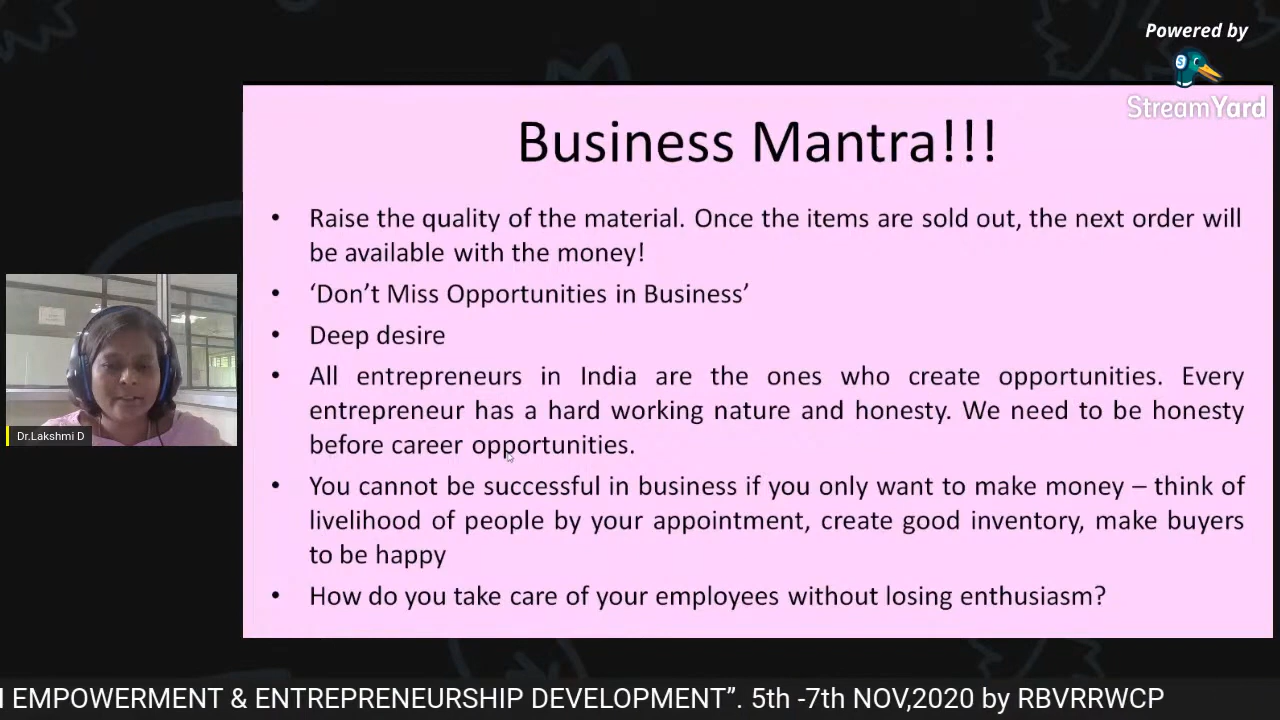 Powered by
StreamYard
Business Mantra!!!
• Raise the quality of the material. Once the items are sold out, the next order will
be available with the money!
• ‘Don’t Miss Opportunities in Business’
• Deep desire
• All entrepreneurs in India are the ones who create opportunities. Every
entrepreneur has a hard working nature and honesty. We need to be honesty
before career opportunities.
• You cannot be successful in business if you only want to make money – think of
livelihood of people by your appointment, create good inventory, make buyers
to be happy
• How do you take care of your employees without losing enthusiasm?
Dr.Lakshmi D
EMPOWERMENT & ENTREPRENEURSHIP DEVELOPMENT”. 5th -7th NOV,2020 by RBVRRWCP